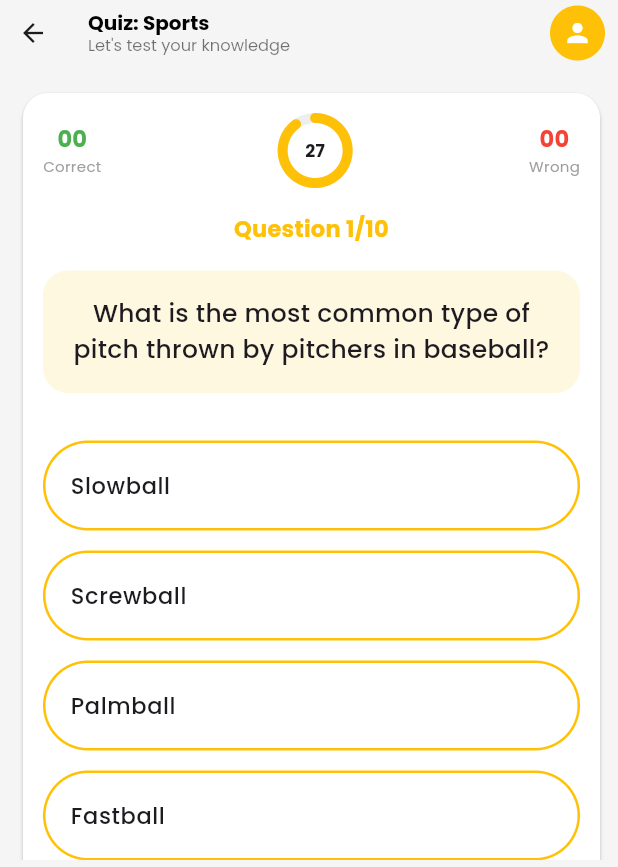 Quiz: Sports
Let's test your knowledge
00
Correct
27
00
Wrong
Question 1/10
What is the most common type of
pitch thrown by pitchers in baseball?
Slowball
Screwball
Palmball
Fastball